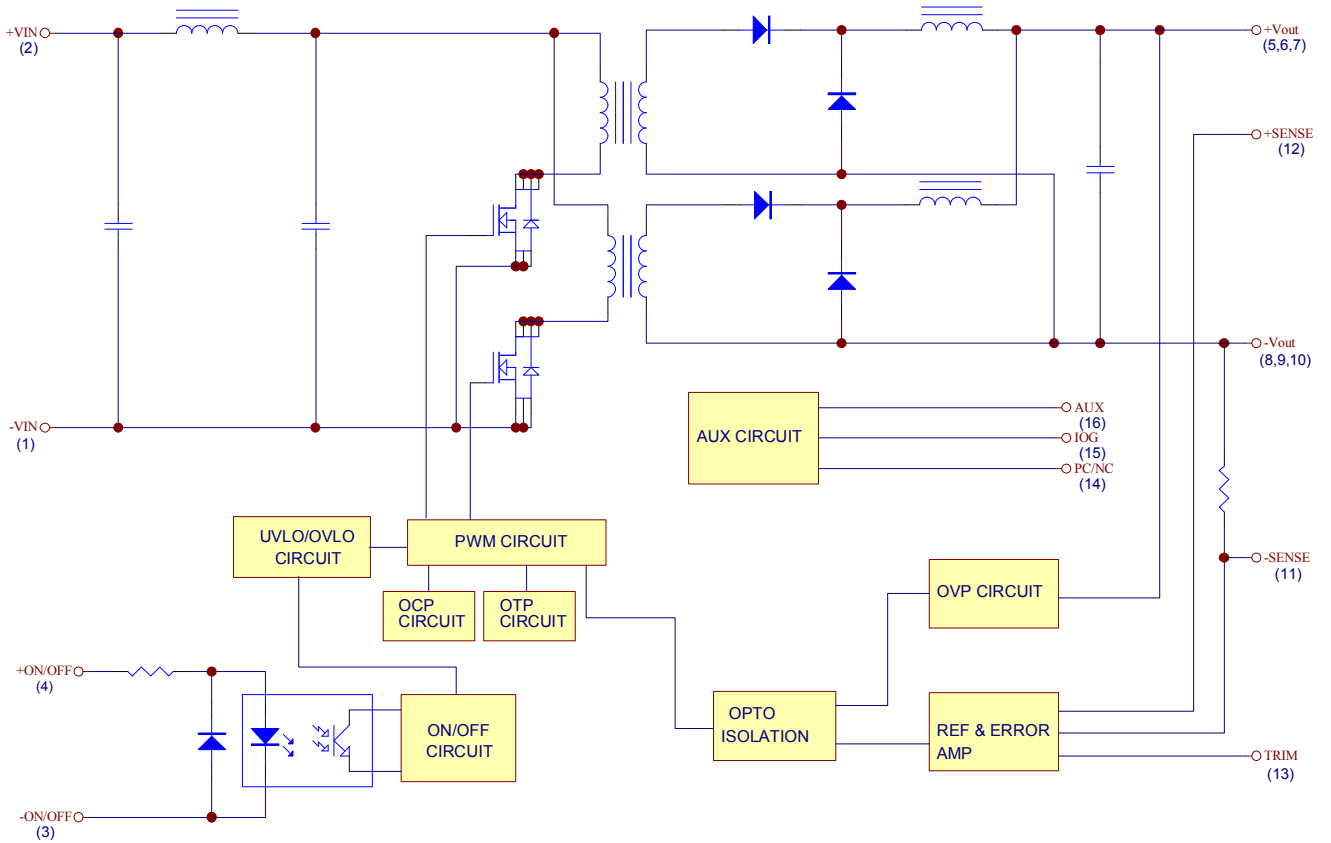 +VIN
(2)
+Vout
(5,6,7)
+SENSE
(12)
-Vout
(8,9,10)
-VIN
(1)
AUX CIRCUIT
AUX
(16)
IOG
(15)
PC/NC
(14)
UVLO/OVLO
CIRCUIT
PWM CIRCUIT
OCP
CIRCUIT
OTP
CIRCUIT
OVP CIRCUIT
-SENSE
(11)
+ON/OFF
(4)
ON/OFF
CIRCUIT
OPTO
ISOLATION
REF & ERROR
AMP
TRIM
(13)
-ON/OFF
(3)